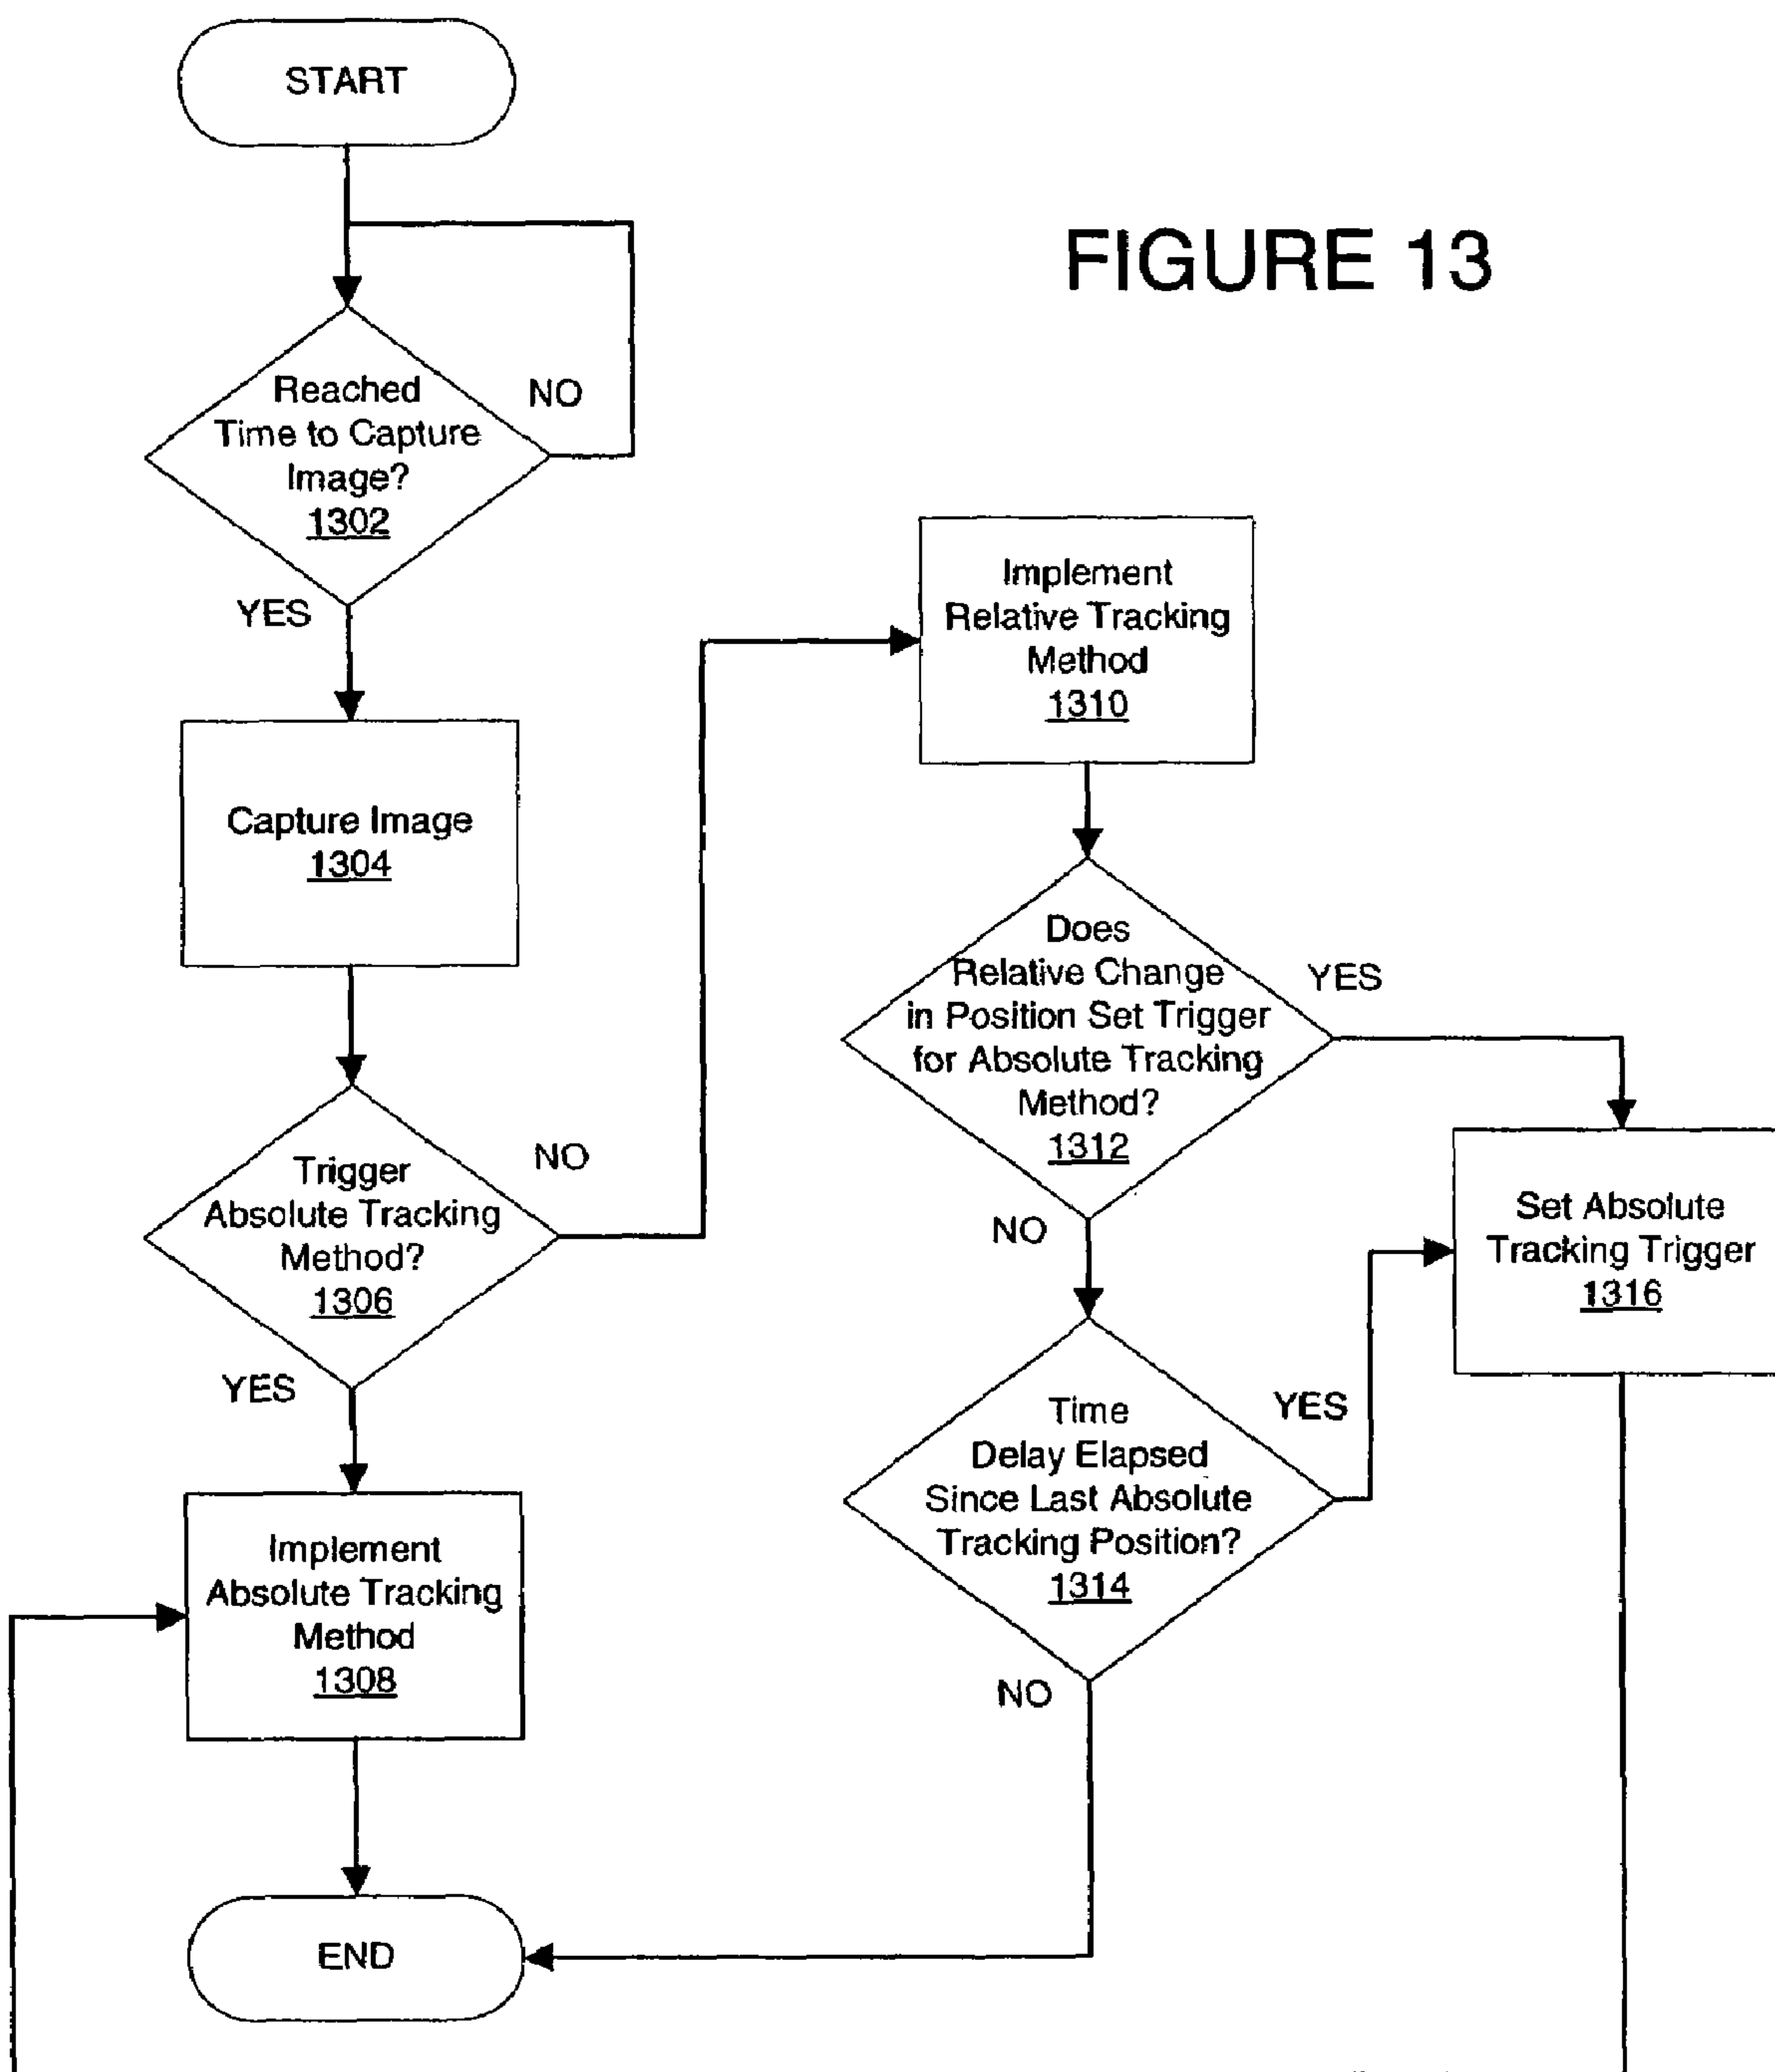 START
FIGURE 13
Reached
Time to Capture
Image?
1302
NO
YES
Capture Image
1304
Trigger
Absolute Tracking
Method?
1306
NO
YES
Implement
Absolute Tracking
Method
1308
END
Implement
Relative Tracking
Method
1310
Does
Relative Change
in Position Set Trigger
for Absolute Tracking
Method?
1312
YES
NO
Time
Delay Elapsed
Since Last Absolute
Tracking Position?
1314
YES
NO
Set Absolute
Tracking Trigger
1316